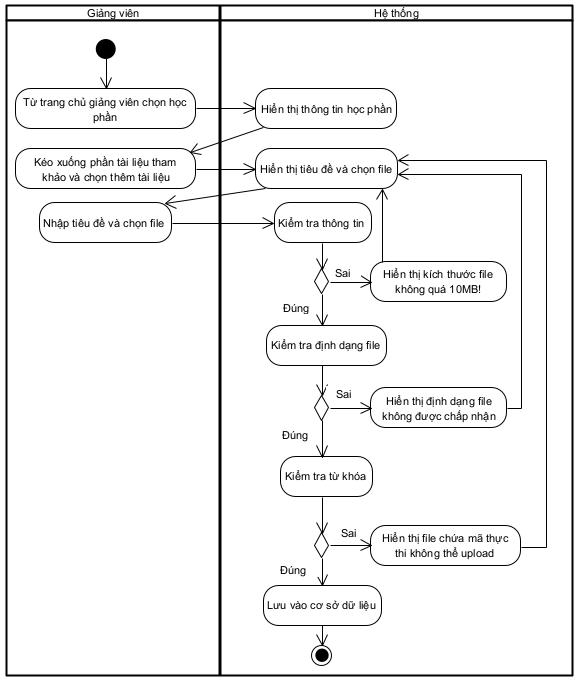 Giảng viên
Hệ thống
Từ trang chủ giảng viên chọn học
phần
Hiển thị thông tin học phần
Kéo xuống phần tài liệu tham
khảo và chọn thêm tài liệu
Hiển thị tiêu đề và chọn file
Nhập tiêu đề và chọn file
Kiểm tra thông tin
Sai
Hiển thị kích thước file
không quá 10MB!
Đúng
Kiểm tra định dạng file
Sai
Hiển thị định dạng file
không được chấp nhận
Đúng
Kiểm tra từ khóa
Sai
Hiển thị file chứa mã thực
thi không thể upload
Đúng
Lưu vào cơ sở dữ liệu